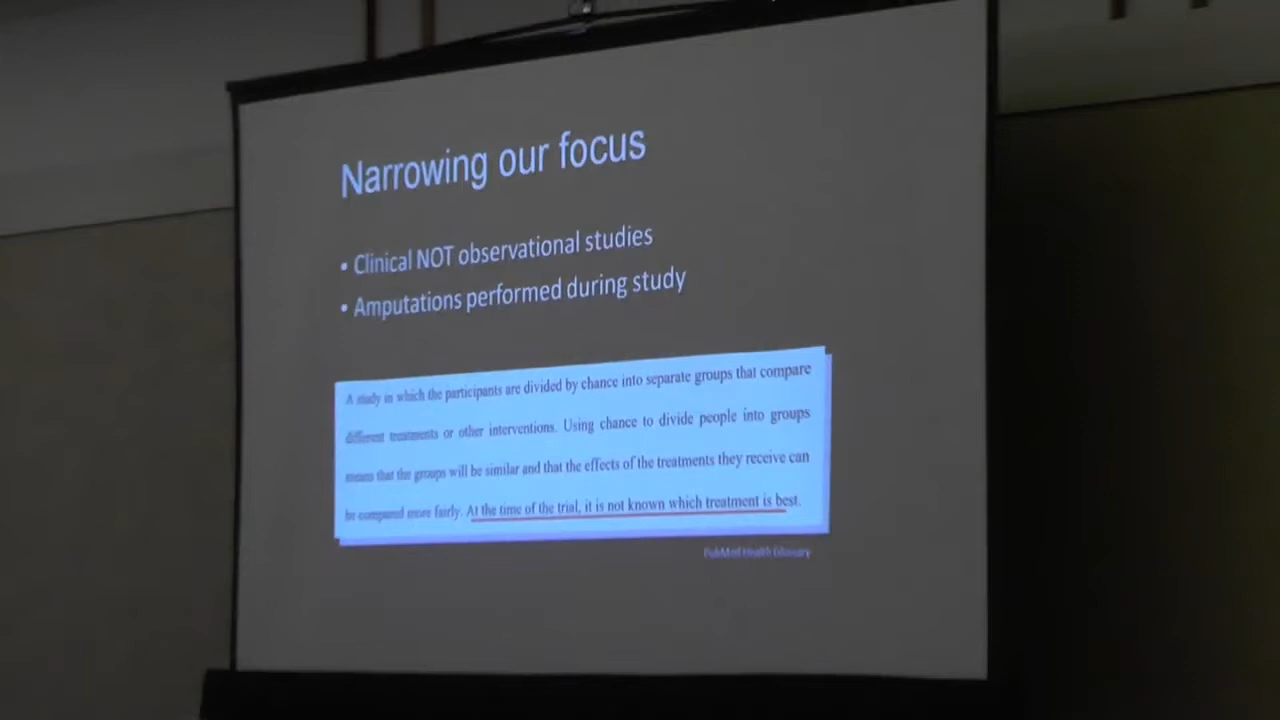 Narrowing our focus
• Clinical NOT observational studies
• Amputations performed during study
A study in which the participants are divided by chance into separate groups that compare
different treatments or other interventions. Using chance to divide people into groups
means that the groups will be similar and that the effects of the treatments they receive can
be compared more fairly. At the time of the trial, it is not known which treatment is best.
PubMed Health Glossary